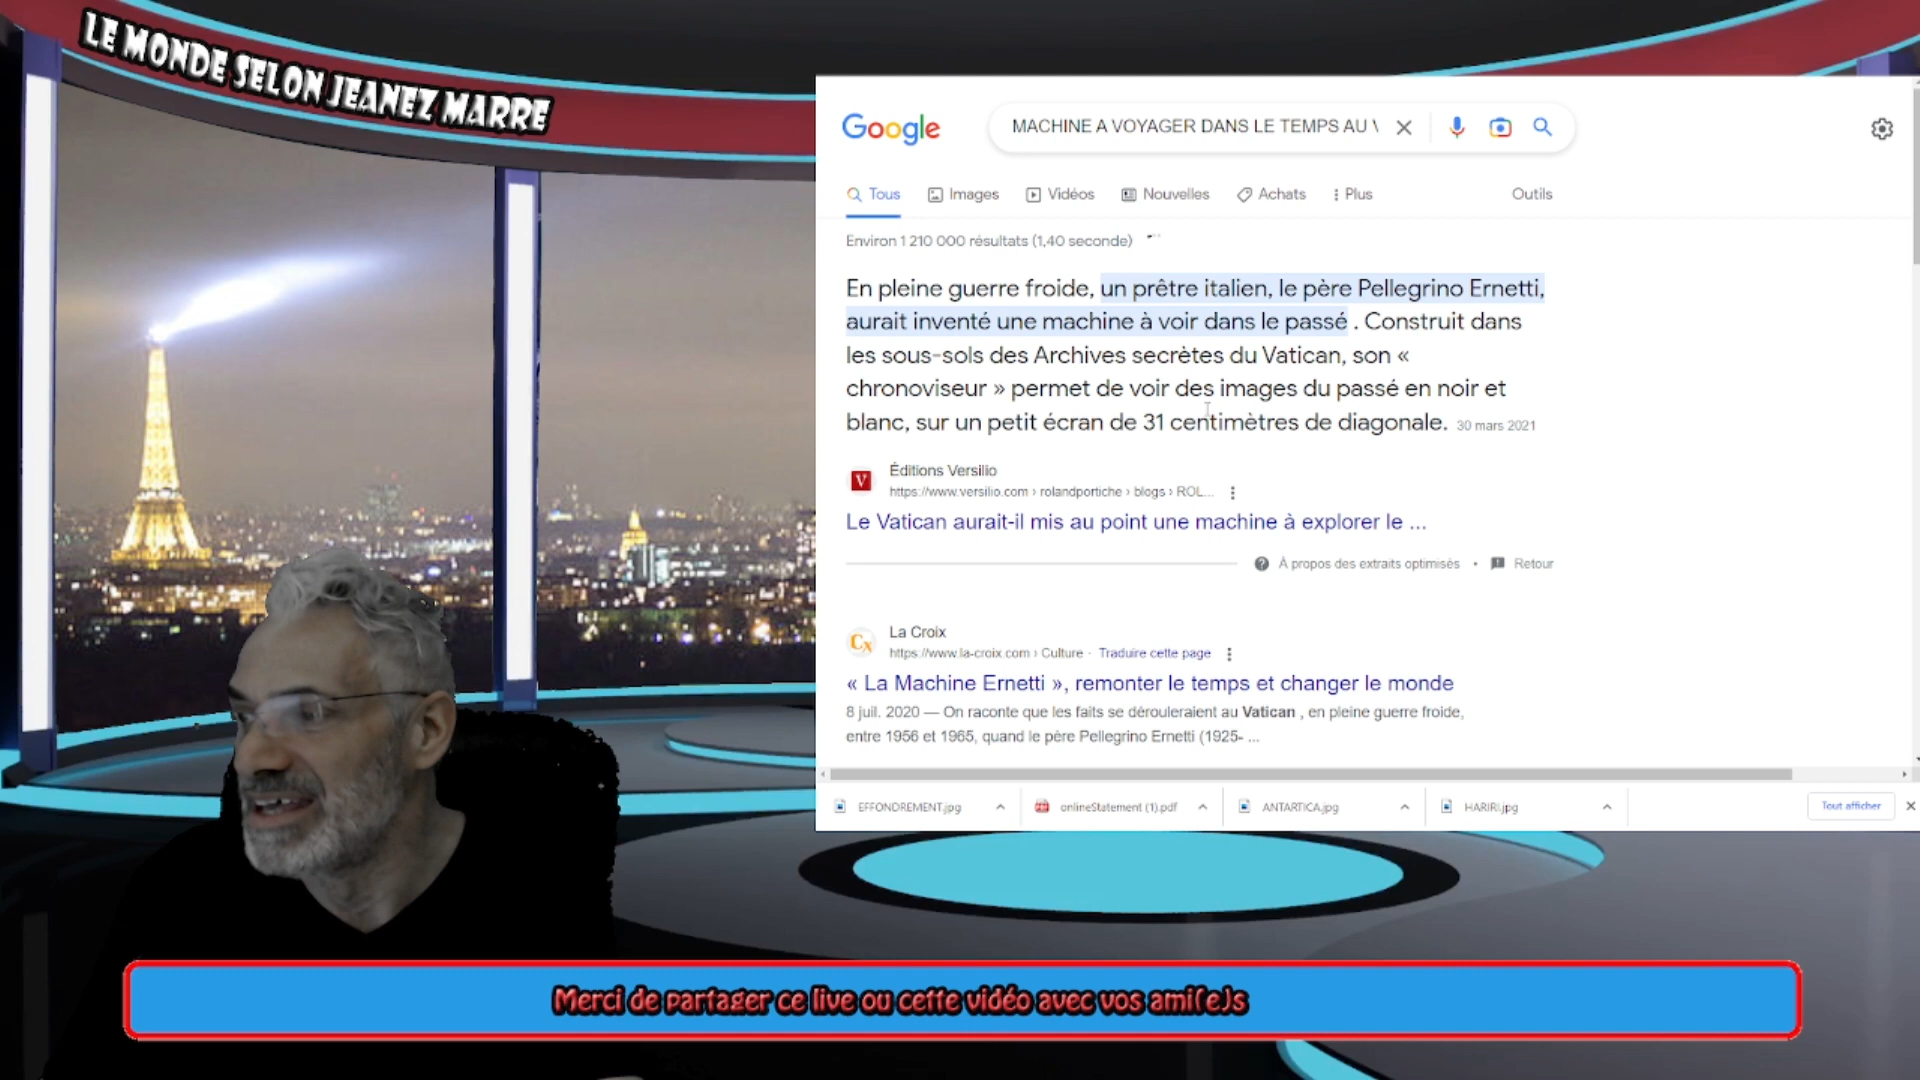 LE MONDE SELON JEANEZ MARRE
Google
MACHINE A VOYAGER DANS LE TEMPS AU
Tous
Images
Vidéos
Nouvelles
Achats
Plus
Outils
Environ 1 210 000 résultats (1,40 seconde)
En pleine guerre froide, un prêtre italien, le père Pellegrino Ernetti,
aurait inventé une machine à voir dans le passé . Construit dans
les sous-sols des Archives secrètes du Vatican, son «
chronoviseur » permet de voir des images du passé en noir et
blanc, sur un petit écran de 31 centimètres de diagonale. 30 mars 2021
V
Éditions Versilio
https://www.versilio.com › rolandportiche › blogs › ROL...
Le Vatican aurait-il mis au point une machine à explorer le ...
À propos des extraits optimisés • Retour
Cx
La Croix
https://www.la-croix.com › Culture · Traduire cette page
« La Machine Ernetti », remonter le temps et changer le monde
8 juil. 2020 — On raconte que les faits se dérouleraient au Vatican , en pleine guerre froide,
entre 1956 et 1965, quand le père Pellegrino Ernetti (1925- ...
EFFONDREMENT.jpg
onlineStatement (1).pdf
ANTARTICA.jpg
HARIRI.jpg
Tout afficher
Merci de partager ce live ou cette vidéo avec vos ami(e)s